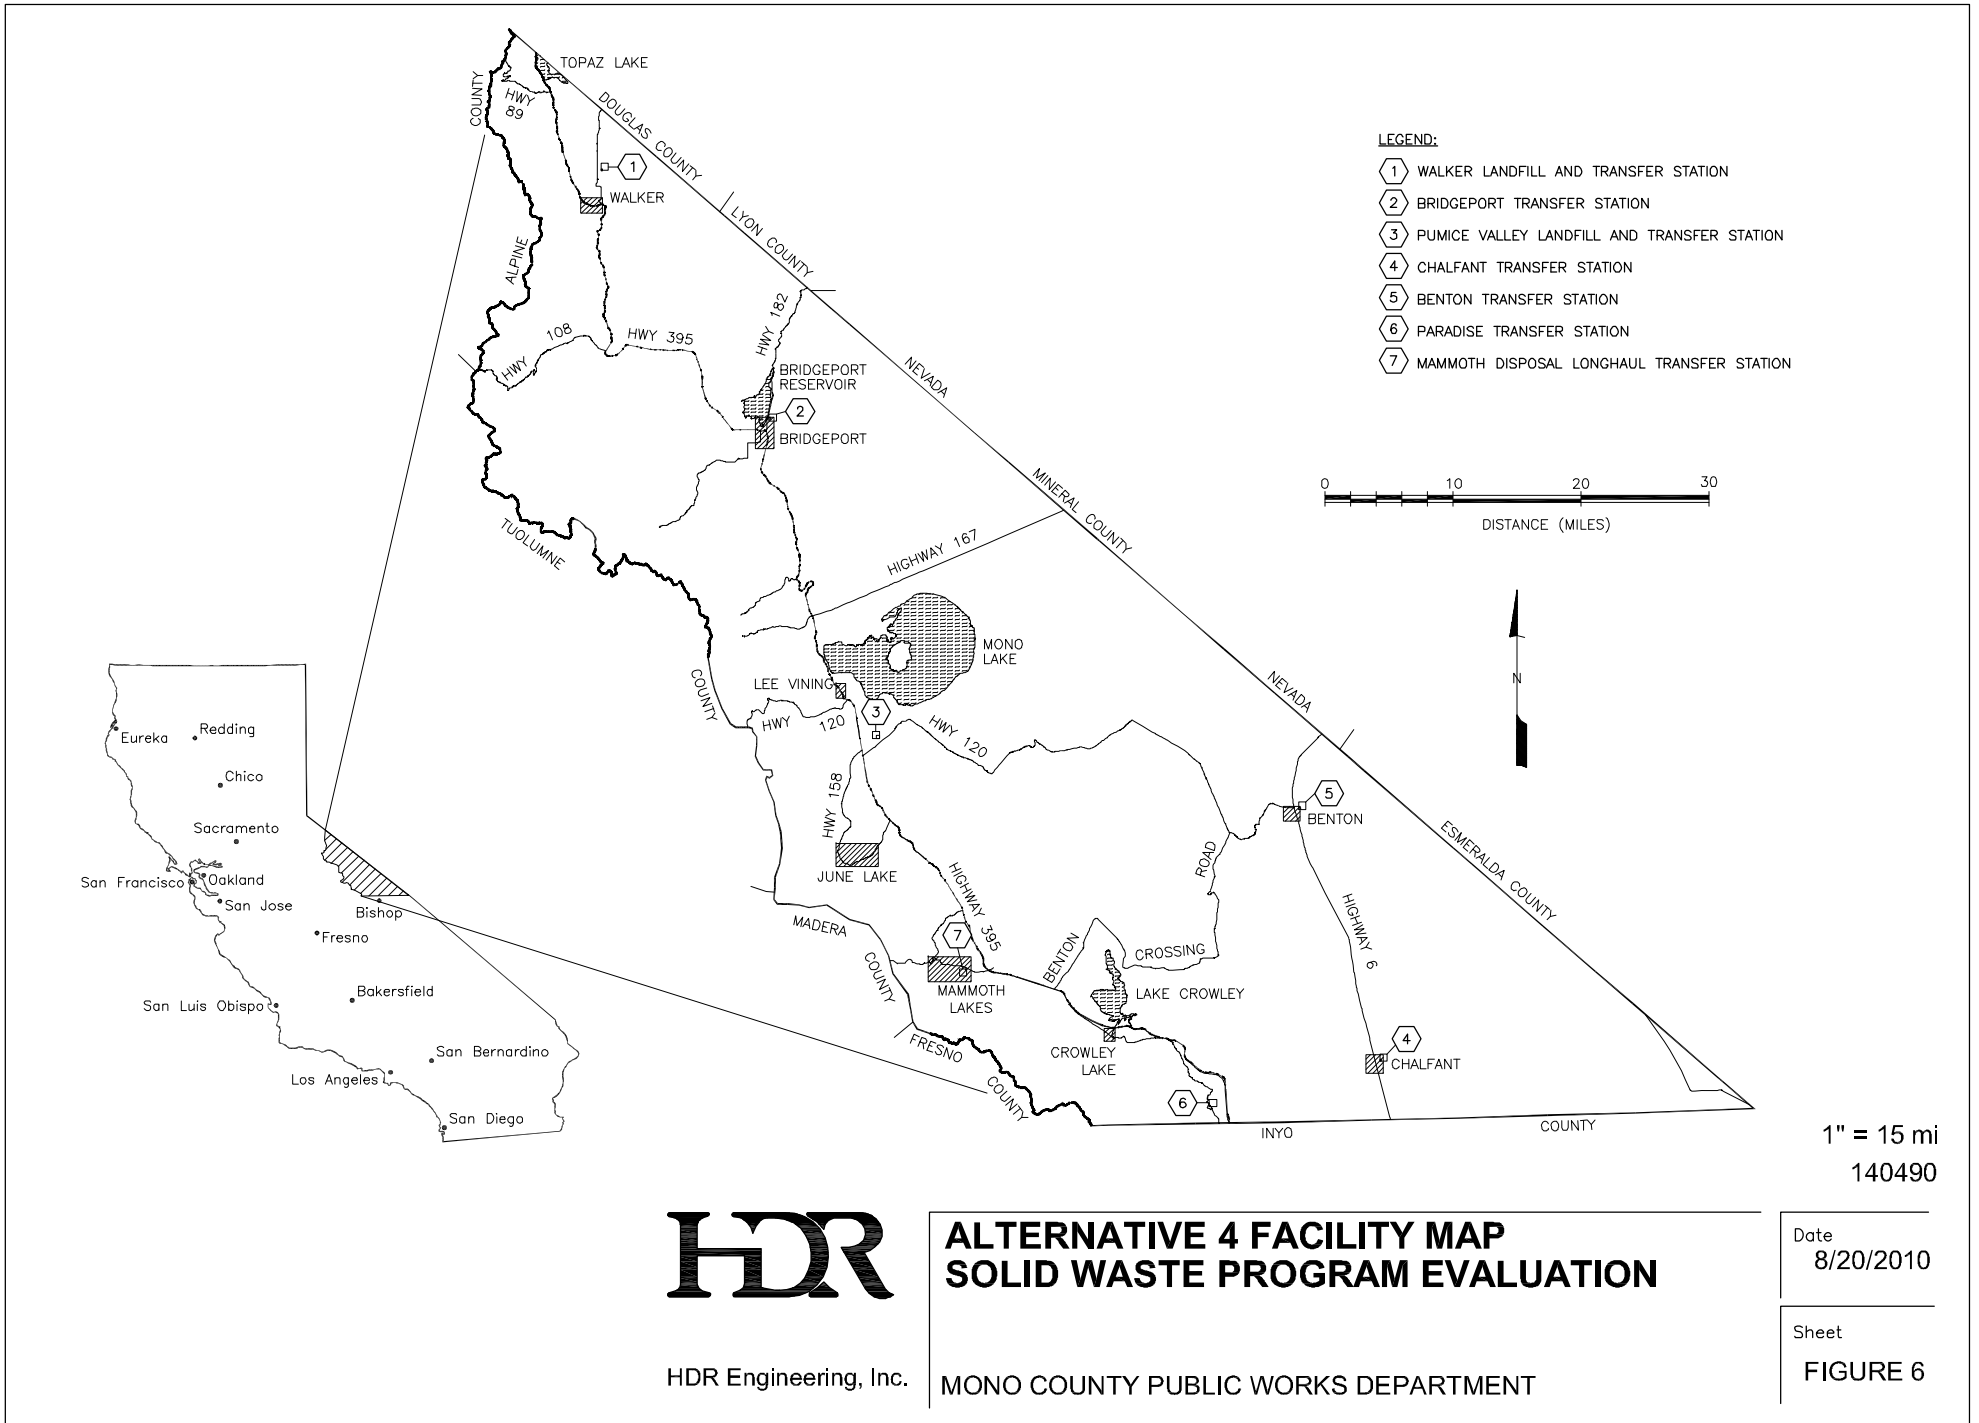 TOPAZ LAKE
COUNTY
HWY
89
DOUGLAS COUNTY
1
WALKER
LYON COUNTY
ALPINE
HWY 182
HWY 108
HWY 395
NEVADA
BRIDGEPORT
RESERVOIR
2
BRIDGEPORT
MINERAL COUNTY
TUOLUMNE
HIGHWAY 167
MONO
LAKE
COUNTY
LEE VINING
3
HWY 120
HWY 120
NEVADA
HWY 158
5
BENTON
JUNE LAKE
ROAD
ESMERALDA COUNTY
HIGHWAY 395
HIGHWAY 6
MADERA
7
BENTON
CROSSING
COUNTY
MAMMOTH
LAKES
LAKE CROWLEY
FRESNO
CROWLEY
LAKE
4
CHALFANT
COUNTY
6
INYO
COUNTY
LEGEND:
1 WALKER LANDFILL AND TRANSFER STATION
2 BRIDGEPORT TRANSFER STATION
3 PUMICE VALLEY LANDFILL AND TRANSFER STATION
4 CHALFANT TRANSFER STATION
5 BENTON TRANSFER STATION
6 PARADISE TRANSFER STATION
7 MAMMOTH DISPOSAL LONGHAUL TRANSFER STATION
0 10 20 30
DISTANCE (MILES)
N
Eureka
Redding
Chico
Sacramento
San Francisco
Oakland
San Jose
Bishop
Fresno
Bakersfield
San Luis Obispo
San Bernardino
Los Angeles
San Diego
1" = 15 mi
140490
HDR
HDR Engineering, Inc.
ALTERNATIVE 4 FACILITY MAP
SOLID WASTE PROGRAM EVALUATION
MONO COUNTY PUBLIC WORKS DEPARTMENT
Date
8/20/2010
Sheet
FIGURE 6